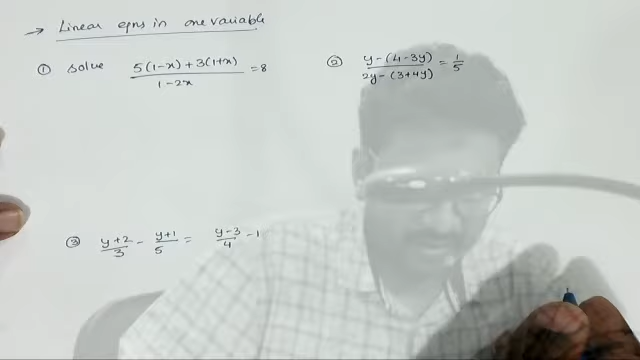 → Linear eqns in one variable
① solve (5(1-x) + 3(1+x))/(1-2x) = 8
② (y-(4-3y))/(2y-(3+4y)) = 1/5
③ (y+2)/3 - (y+1)/5 = (y-3)/4 - 1